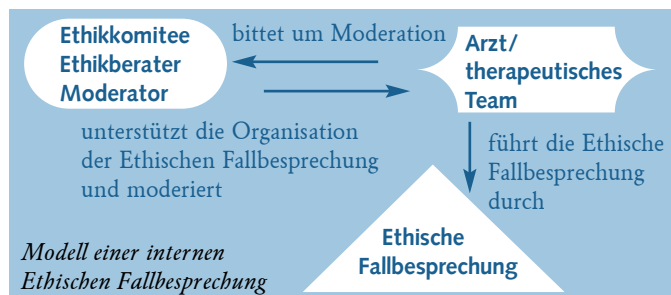 Ethikkomitee
Ethikberater
Moderator
bittet um Moderation
Arzt/
therapeutisches
Team
unterstützt die Organisation
der Ethischen Fallbesprechung
und moderiert
führt die Ethische
Fallbesprechung
durch
Ethische
Fallbesprechung
Modell einer internen
Ethischen Fallbesprechung